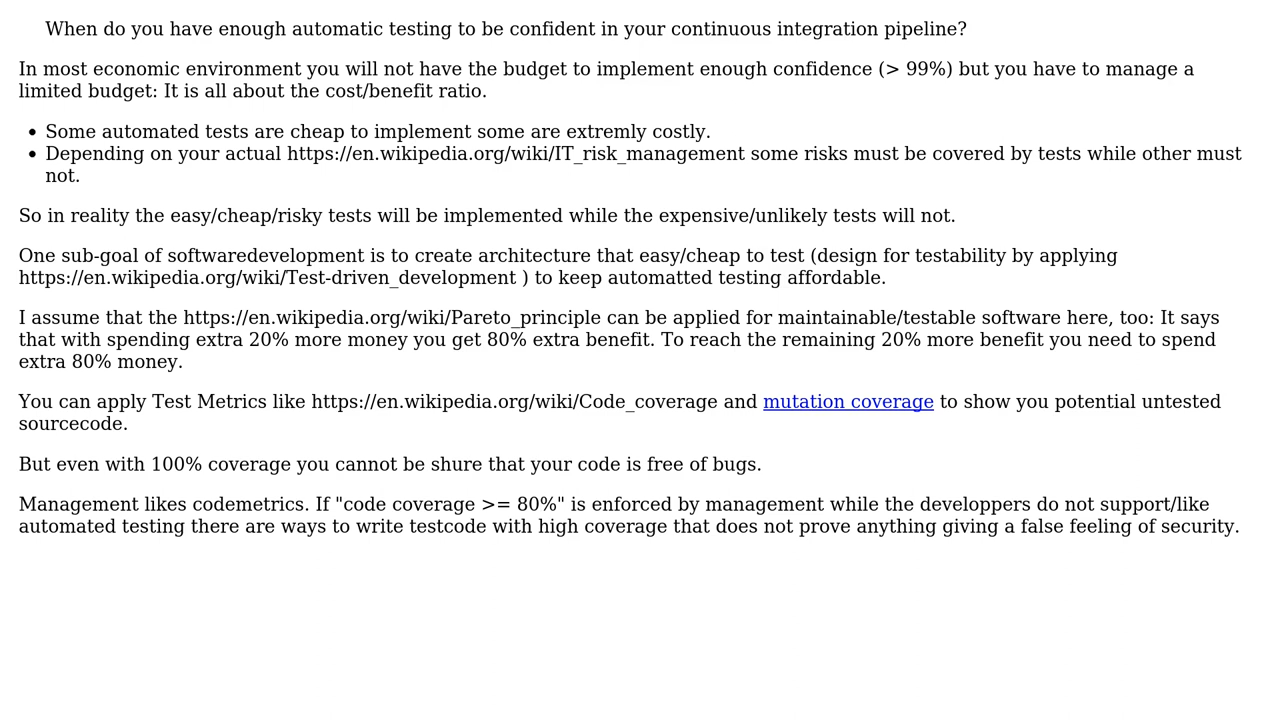 When do you have enough automatic testing to be confident in your continuous integration pipeline?
In most economic environment you will not have the budget to implement enough confidence (> 99%) but you have to manage a
limited budget: It is all about the cost/benefit ratio.
• Some automated tests are cheap to implement some are extremly costly.
• Depending on your actual https://en.wikipedia.org/wiki/IT_risk_management some risks must be covered by tests while other must
not.
So in reality the easy/cheap/risky tests will be implemented while the expensive/unlikely tests will not.
One sub-goal of softwaredevelopment is to create architecture that easy/cheap to test (design for testability by applying
https://en.wikipedia.org/wiki/Test-driven_development ) to keep automatted testing affordable.
I assume that the https://en.wikipedia.org/wiki/Pareto_principle can be applied for maintainable/testable software here, too: It says
that with spending extra 20% more money you get 80% extra benefit. To reach the remaining 20% more benefit you need to spend
extra 80% money.
You can apply Test Metrics like https://en.wikipedia.org/wiki/Code_coverage and mutation coverage to show you potential untested
sourcecode.
But even with 100% coverage you cannot be shure that your code is free of bugs.
Management likes codemetrics. If "code coverage >= 80%" is enforced by management while the developpers do not support/like
automated testing there are ways to write testcode with high coverage that does not prove anything giving a false feeling of security.